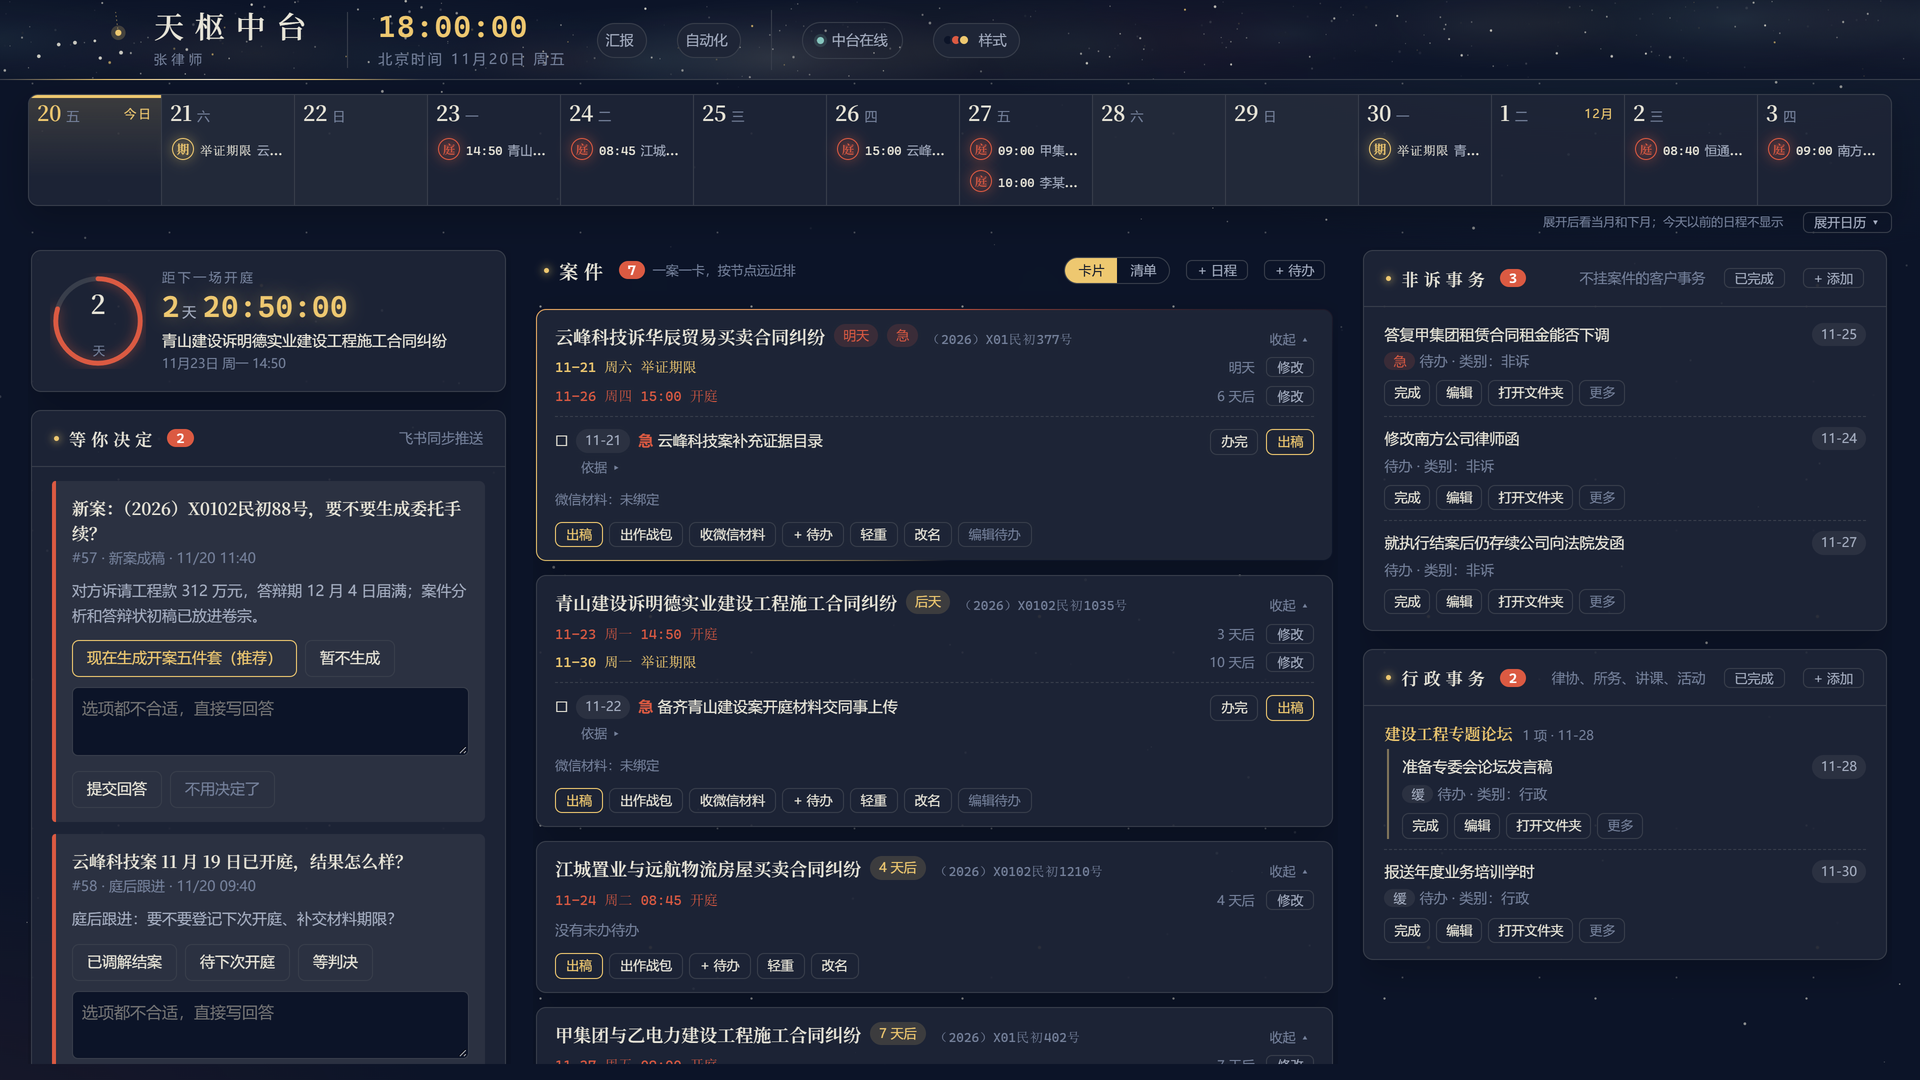 天枢中台
张律师
18:00:00
北京时间 11月20日 周五
汇报
自动化
中台在线
样式
20 五 今日
21 六
期 举证期限 云...
22 日
23 一
庭 14:50 青山...
24 二
庭 08:45 江城...
25 三
26 四
庭 15:00 云峰...
27 五
庭 09:00 甲集...
庭 10:00 李某...
28 六
29 日
30 一
期 举证期限 青...
1 二 12月
2 三
庭 08:40 恒通...
3 四
庭 09:00 南方...
展开后看当月和下月；今天以前的日程不显示
展开日历
2
天
距下一场开庭
2天 20:50:00
青山建设诉明德实业建设工程施工合同纠纷
11月23日 周一 14:50
等你决定 2 飞书同步推送
新案：（2026）X0102民初88号，要不要生成委托手
续？
#57 · 新案成稿 · 11/20 11:40
对方诉请工程款 312 万元，答辩期 12 月 4 日届满；案件分
析和答辩状初稿已放进卷宗。
现在生成开案五件套（推荐） 暂不生成
选项都不合适，直接写回答
提交回答 不用决定了
云峰科技案 11 月 19 日已开庭，结果怎么样？
#58 · 庭后跟进 · 11/20 09:40
庭后跟进：要不要登记下次开庭、补交材料期限？
已调解结案 待下次开庭 等判决
选项都不合适，直接写回答
案件 7 一案一卡，按节点远近排 卡片 清单 + 日程 + 待办
云峰科技诉华辰贸易买卖合同纠纷 明天 急 （2026）X01民初377号 收起
11-21 周六 举证期限 明天 修改
11-26 周四 15:00 开庭 6 天后 修改
11-21 急 云峰科技案补充证据目录 办完 出稿
依据
微信材料：未绑定
出稿 出作战包 收微信材料 + 待办 轻重 改名 编辑待办
青山建设诉明德实业建设工程施工合同纠纷 后天 （2026）X0102民初1035号 收起
11-23 周一 14:50 开庭 3 天后 修改
11-30 周一 举证期限 10 天后 修改
11-22 急 备齐青山建设案开庭材料交同事上传 办完 出稿
依据
微信材料：未绑定
出稿 出作战包 收微信材料 + 待办 轻重 改名 编辑待办
江城置业与远航物流房屋买卖合同纠纷 4 天后 （2026）X0102民初1210号 收起
11-24 周二 08:45 开庭 4 天后 修改
没有未办待办
出稿 出作战包 + 待办 轻重 改名
甲集团与乙电力建设工程施工合同纠纷 7 天后 （2026）X01民初402号 收起
11-27 周五 09:00 开庭 7 天后 修改
非诉事务 3 不挂案件的客户事务 已完成 + 添加
答复甲集团租赁合同租金能否下调 11-25
急 待办 · 类别：非诉
完成 编辑 打开文件夹 更多
修改南方公司律师函 11-24
待办 · 类别：非诉
完成 编辑 打开文件夹 更多
就执行结案后仍存续公司向法院发函 11-27
待办 · 类别：非诉
完成 编辑 打开文件夹 更多
行政事务 2 律协、所务、讲课、活动 已完成 + 添加
建设工程专题论坛 1 项 · 11-28
准备专委会论坛发言稿 11-28
缓 待办 · 类别：行政
完成 编辑 打开文件夹 更多
报送年度业务培训学时 11-30
缓 待办 · 类别：行政
完成 编辑 打开文件夹 更多